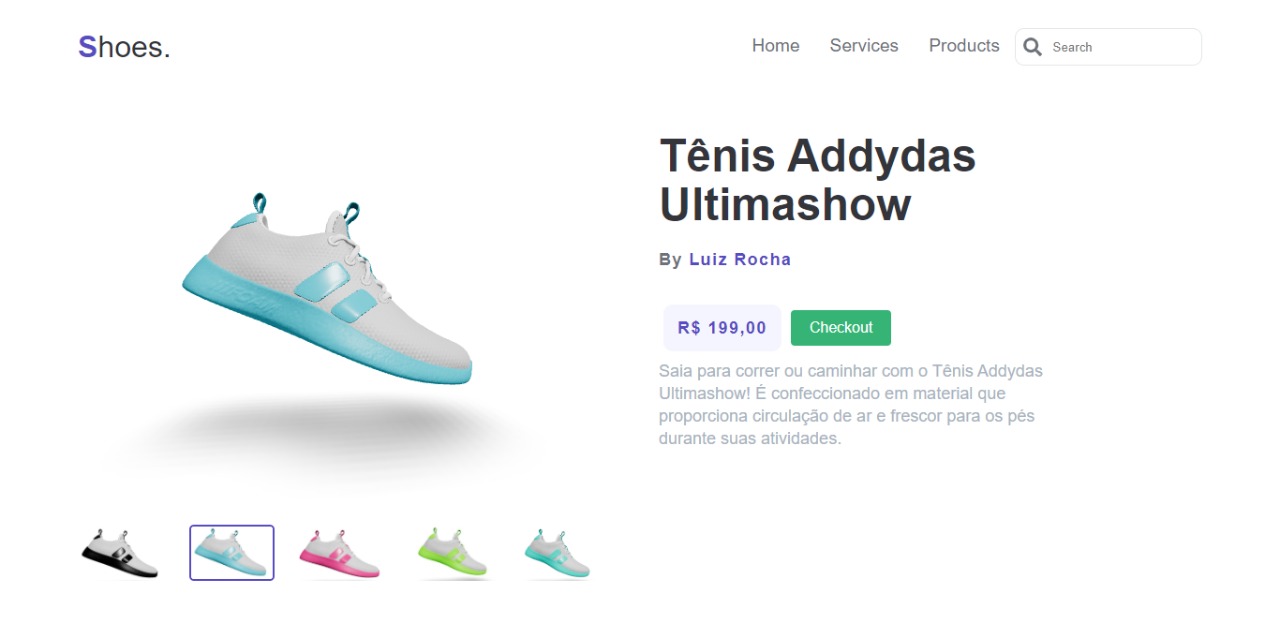 Shoes.
Home Services Products Search
Tênis Addydas
Ultimashow
By Luiz Rocha
R$ 199,00 Checkout
Saia para correr ou caminhar com o Tênis Addydas
Ultimashow! É confeccionado em material que
proporciona circulação de ar e frescor para os pés
durante suas atividades.